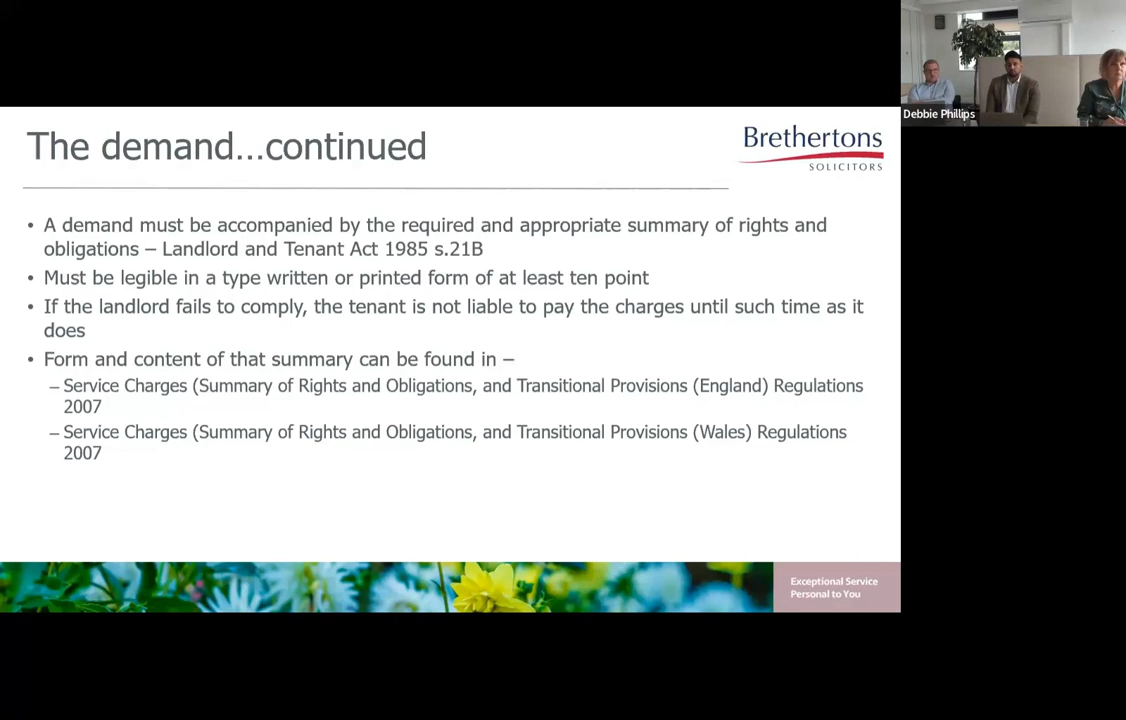 Debbie Phillips
The demand...continued
Brethertons
SOLICITORS
• A demand must be accompanied by the required and appropriate summary of rights and
obligations – Landlord and Tenant Act 1985 s.21B
• Must be legible in a type written or printed form of at least ten point
• If the landlord fails to comply, the tenant is not liable to pay the charges until such time as it
does
• Form and content of that summary can be found in –
– Service Charges (Summary of Rights and Obligations, and Transitional Provisions (England) Regulations
2007
– Service Charges (Summary of Rights and Obligations, and Transitional Provisions (Wales) Regulations
2007
Exceptional Service
Personal to You